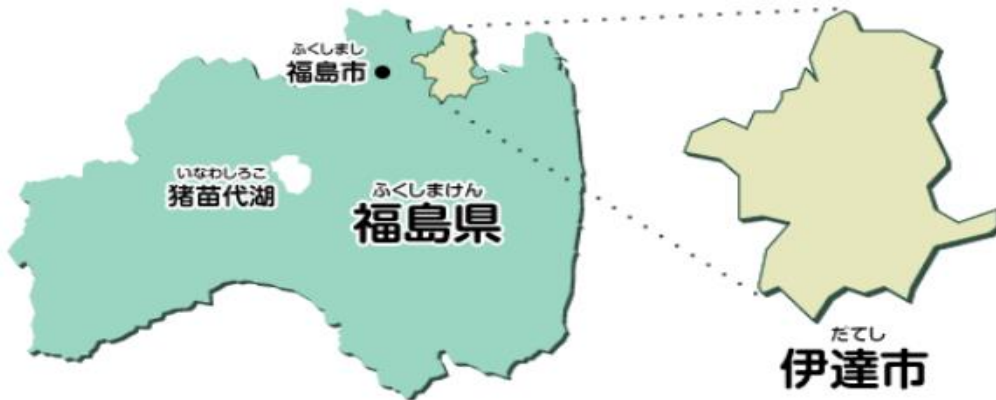 ふくしまし
福島市
いなわしろこ
猪苗代湖
ふくしまけん
福島県
だてし
伊達市